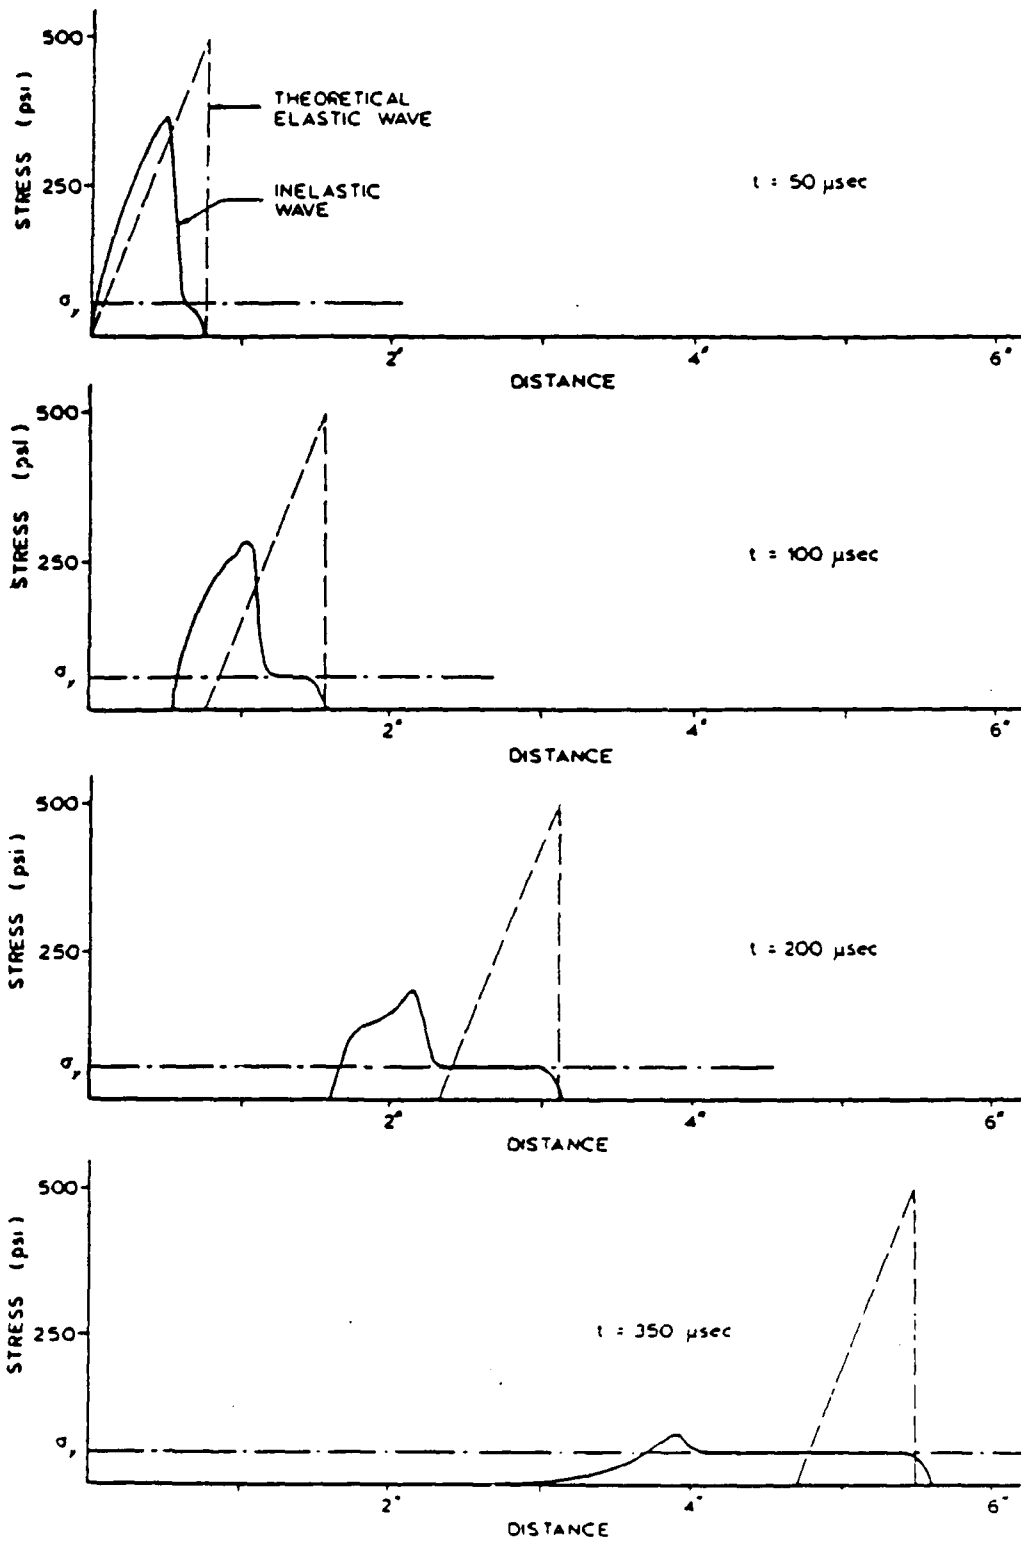 500
STRESS (psi)
THEORETICAL
ELASTIC WAVE
250
INELASTIC
WAVE
t = 50 μsec
σy
2"
4"
6"
DISTANCE
500
STRESS (psi)
250
t = 100 μsec
σy
2"
4"
6"
DISTANCE
500
STRESS (psi)
250
t = 200 μsec
σy
2"
4"
6"
DISTANCE
500
STRESS (psi)
250
t = 350 μsec
σy
2"
4"
6"
DISTANCE